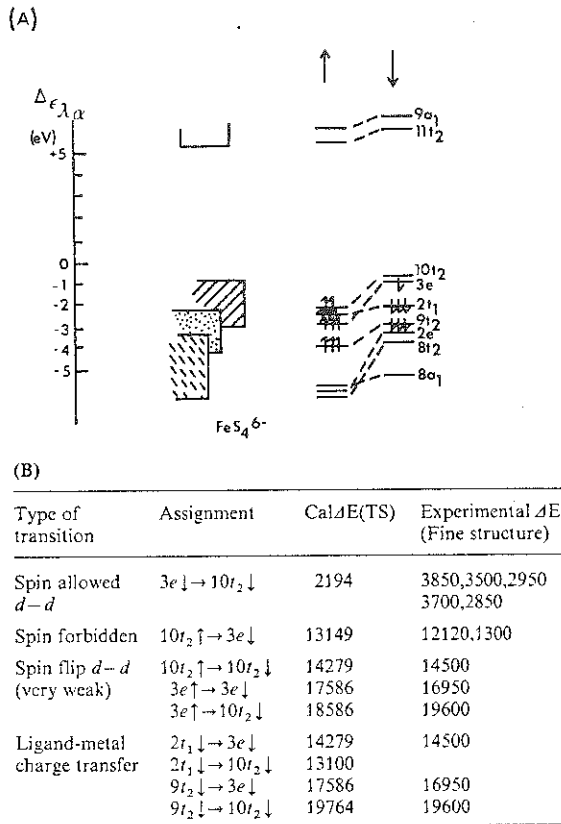 (A)
Δϵλα
(eV)
+5
0
-1
-2
-3
-4
-5
9a1
11t2
10t2
3e
2t1
9t2
2e
8t2
8a1
FeS4 6-
(B)
Type of transition Assignment CalΔE(TS) Experimental ΔE (Fine structure)
Spin allowed 3e↓→10t2↓ 2194 3850,3500,2950
d–d 3700,2850
Spin forbidden 10t2↑→3e↓ 13149 12120,1300
Spin flip d–d 10t2↑→10t2↓ 14279 14500
(very weak) 3e↑→3e↓ 17586 16950
3e↑→10t2↓ 18586 19600
Ligand-metal 2t1↓→3e↓ 14279 14500
charge transfer 2t1↓→10t2↓ 13100
9t2↓→3e↓ 17586 16950
9t2↓→10t2↓ 19764 19600